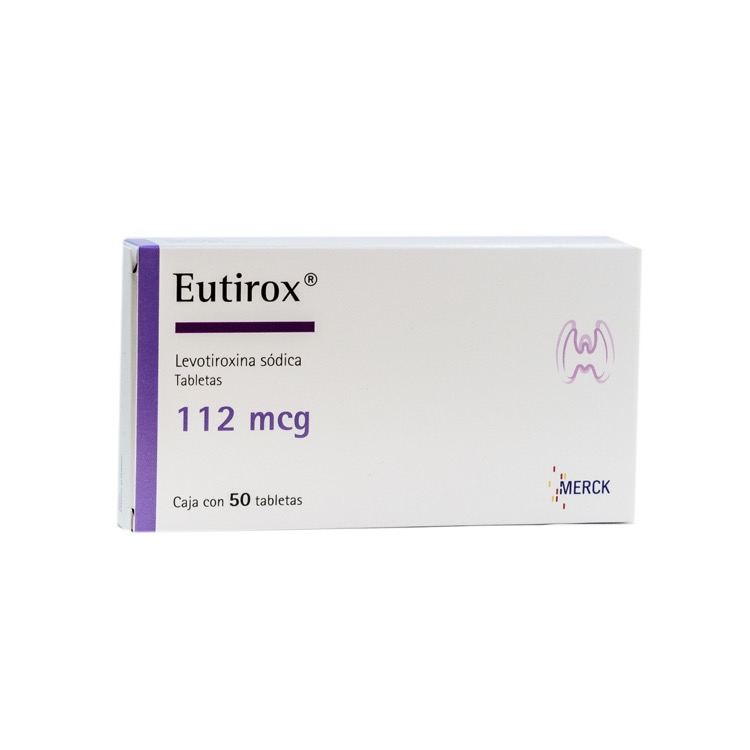 Eutirox®
Levotiroxina sódica
Tabletas
112 mcg
Caja con 50 tabletas
MERCK